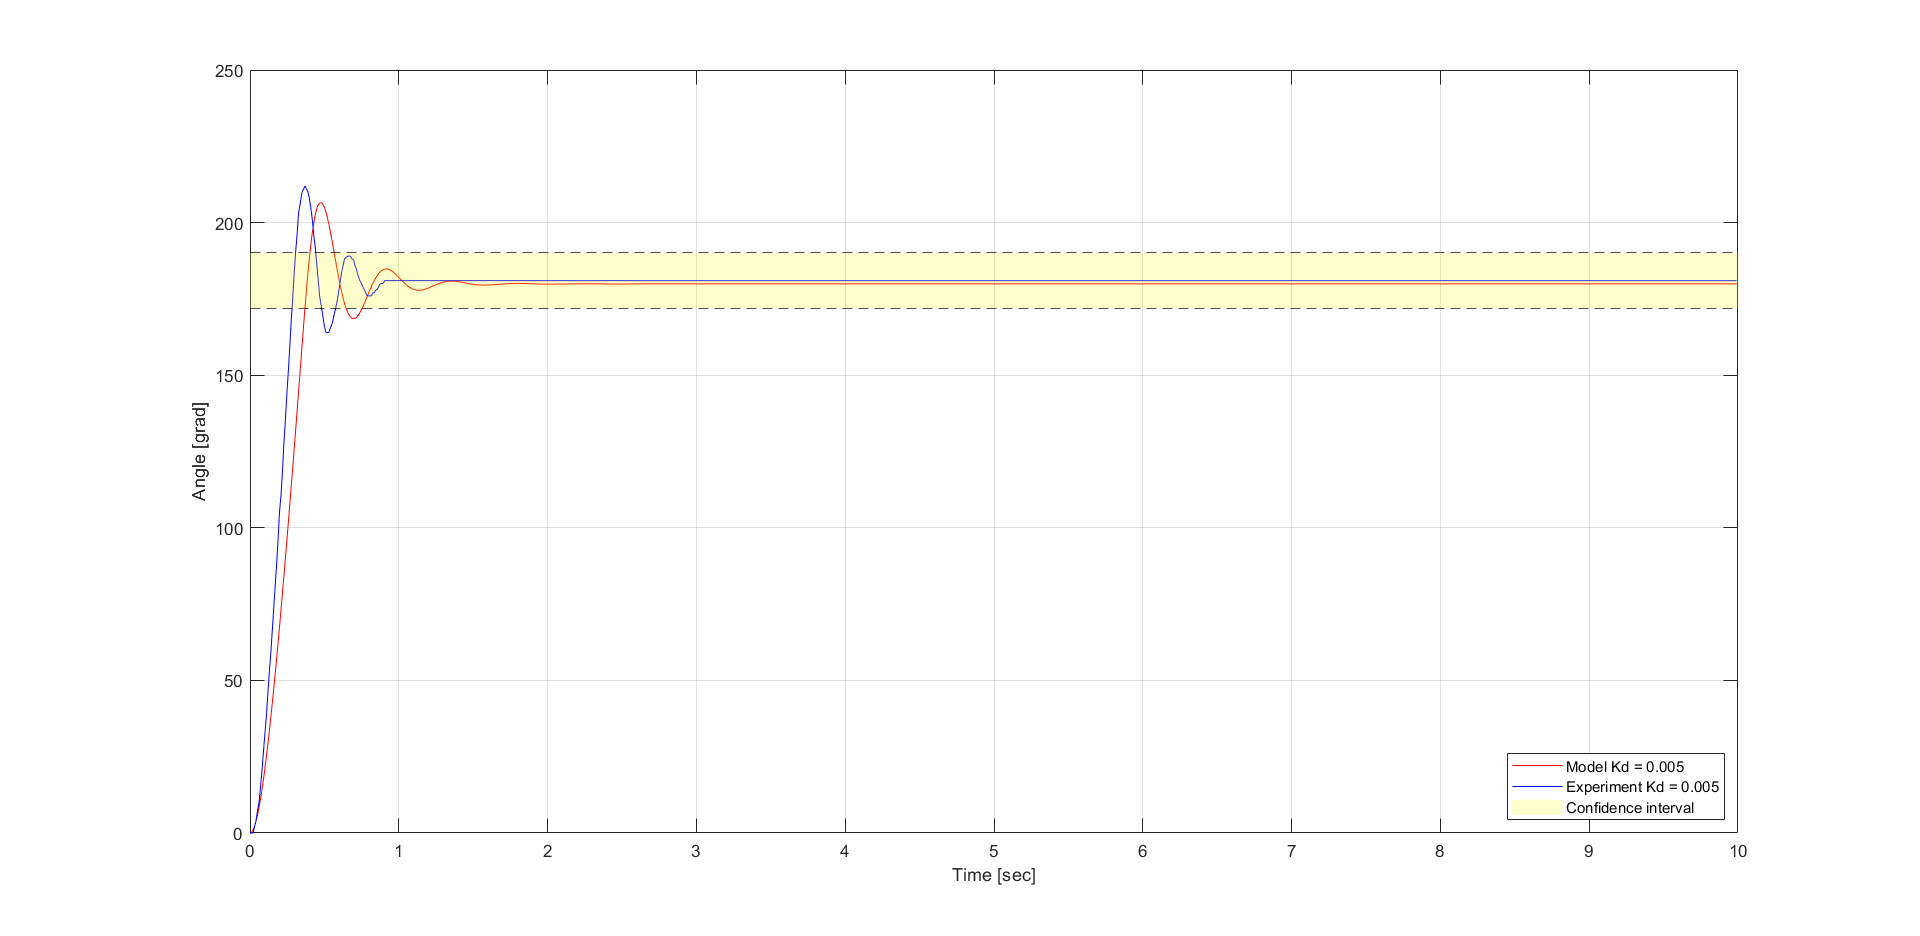 250
200
150
100
50
0
Angle [grad]
0 1 2 3 4 5 6 7 8 9 10
Time [sec]
Model Kd = 0.005
Experiment Kd = 0.005
Confidence interval